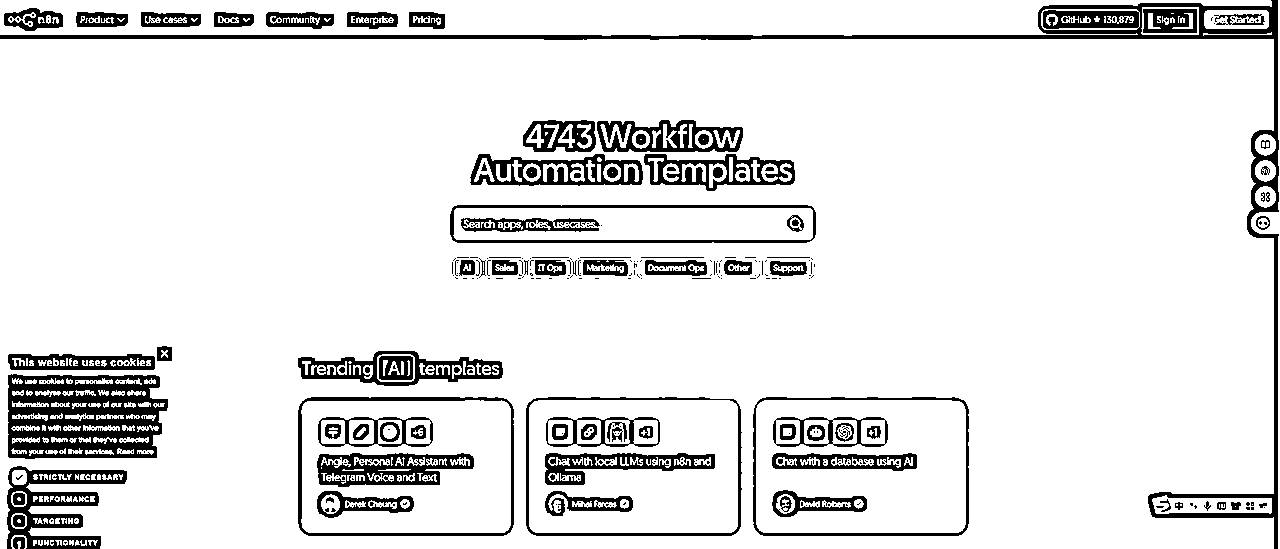 n8n Product Use cases Docs Community Enterprise Pricing GitHub ★ 130,879 Sign in Get Started
4743 Workflow
Automation Templates
Search apps, roles, usecases...
AI Sales IT Ops Marketing Document Ops Other Support
This website uses cookies
We use cookies to personalise content, ads
and to analyse our traffic. We also share
information about your use of our site with our
advertising and analytics partners who may
combine it with other information that you've
provided to them or that they've collected
from your use of their services. Read more
STRICTLY NECESSARY
PERFORMANCE
TARGETING
FUNCTIONALITY
Trending [AI] templates
Angie, Personal AI Assistant with
Telegram Voice and Text
Derek Cheung
Chat with local LLMs using n8n and
Ollama
Mihai Farcas
Chat with a database using AI
David Roberts
中